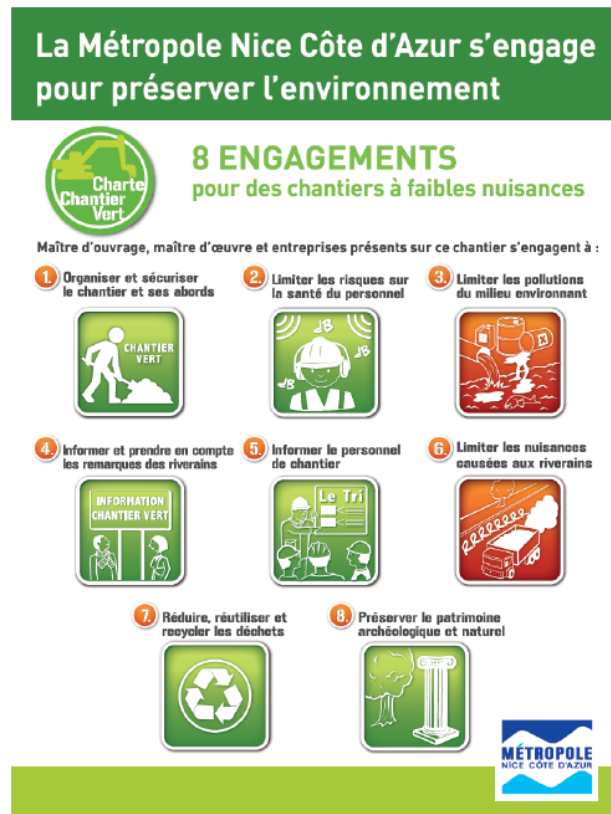 La Métropole Nice Côte d'Azur s'engage
pour préserver l'environnement
Charte
Chantier
Vert
8 ENGAGEMENTS
pour des chantiers à faibles nuisances
Maître d'ouvrage, maître d'œuvre et entreprises présents sur ce chantier s'engagent à :
1. Organiser et sécuriser
le chantier et ses abords
CHANTIER
VERT
2. Limiter les risques sur
la santé du personnel
dB
dB
dB
3. Limiter les pollutions
du milieu environnant
4. Informer et prendre en compte
les remarques des riverains
INFORMATION
CHANTIER VERT
5. Informer le personnel
de chantier
Le Tri
6. Limiter les nuisances
causées aux riverains
7. Réduire, réutiliser et
recycler les déchets
8. Préserver le patrimoine
archéologique et naturel
MÉTROPOLE
NICE CÔTE D'AZUR